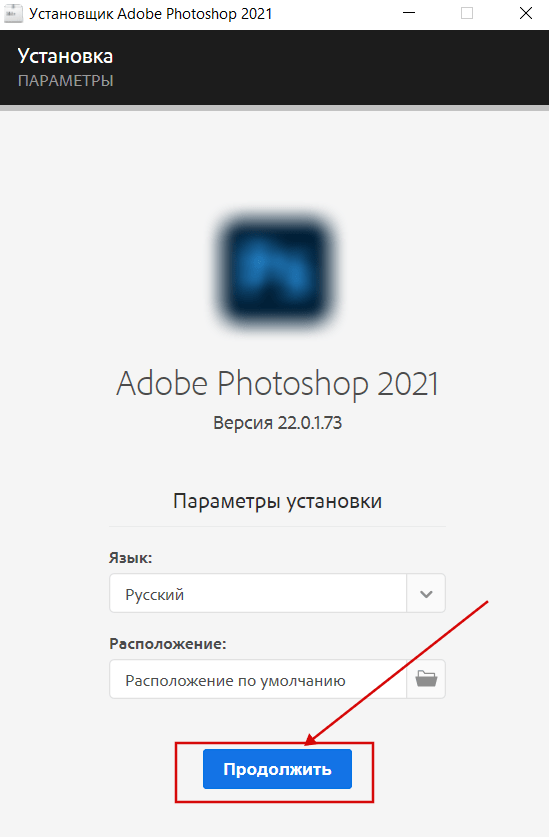 Установщик Adobe Photoshop 2021
Установка
ПАРАМЕТРЫ
Adobe Photoshop 2021
Версия 22.0.1.73
Параметры установки
Язык:
Русский
Расположение:
Расположение по умолчанию
Продолжить